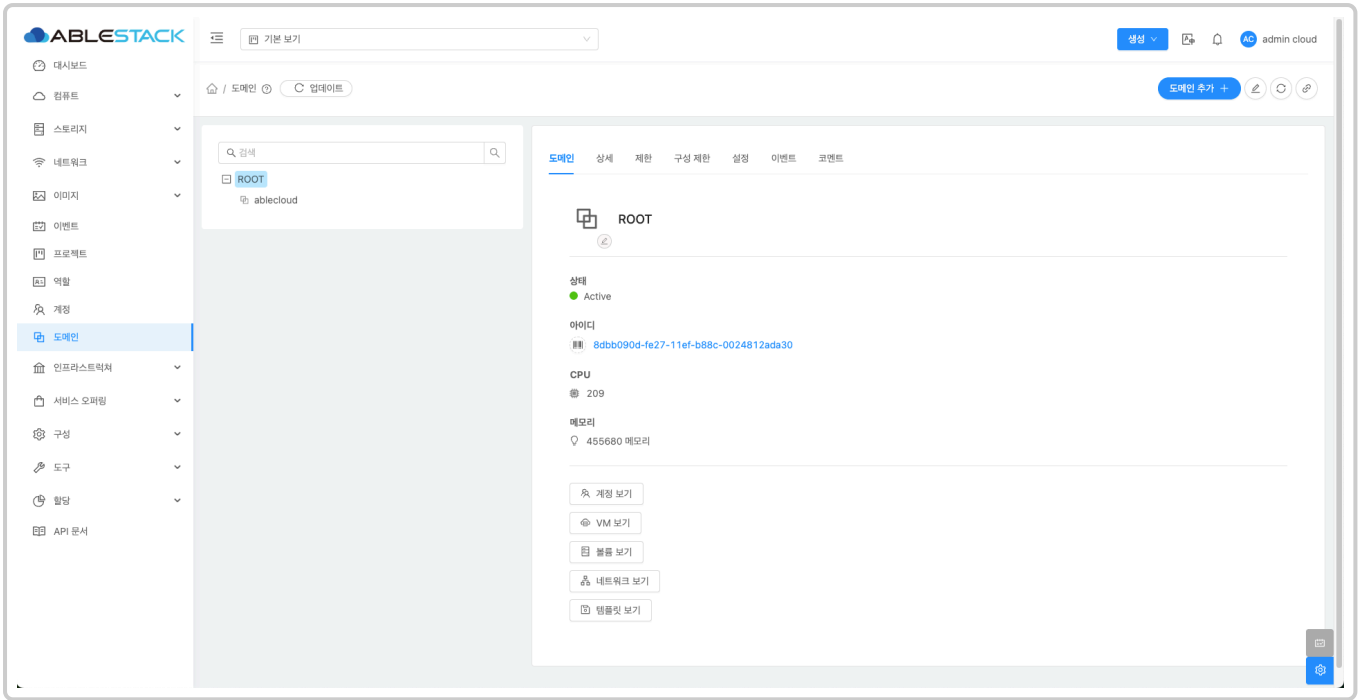 ABLESTACK
기본 보기
생성
AC
admin cloud
대시보드
컴퓨트
스토리지
네트워크
이미지
이벤트
프로젝트
역할
계정
도메인
인프라스트럭쳐
서비스 오퍼링
구성
도구
할당
API 문서
/ 도메인
업데이트
도메인 추가 +
검색
ROOT
ablecloud
도메인 상세 제한 구성 제한 설정 이벤트 코멘트
ROOT
상태
Active
아이디
8dbb090d-fe27-11ef-b88c-0024812ada30
CPU
209
메모리
455680 메모리
계정 보기
VM 보기
볼륨 보기
네트워크 보기
템플릿 보기